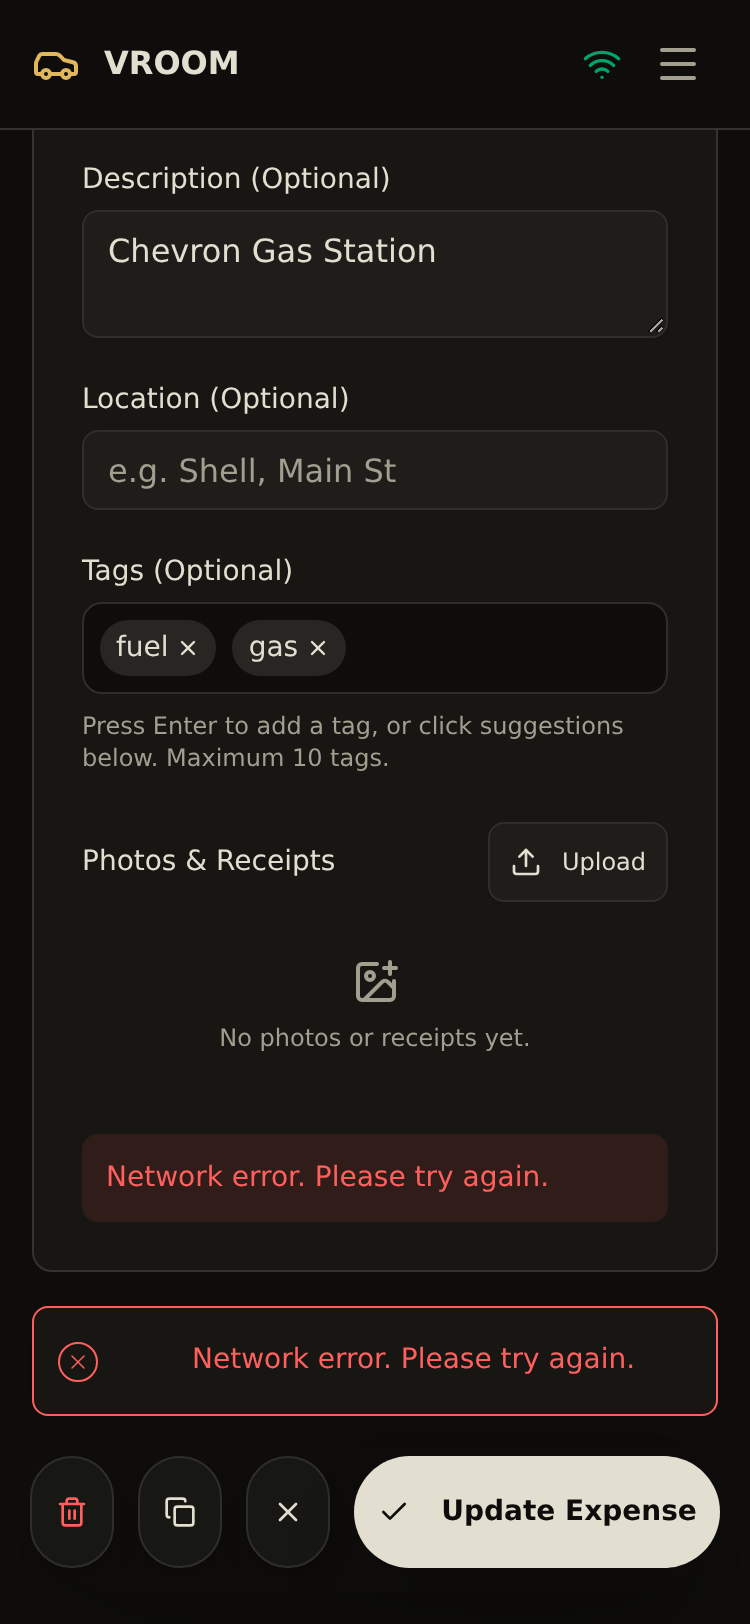 VROOM
Description (Optional)
Chevron Gas Station
Location (Optional)
e.g. Shell, Main St
Tags (Optional)
fuel
gas
Press Enter to add a tag, or click suggestions
below. Maximum 10 tags.
Photos & Receipts
Upload
No photos or receipts yet.
Network error. Please try again.
Network error. Please try again.
Update Expense